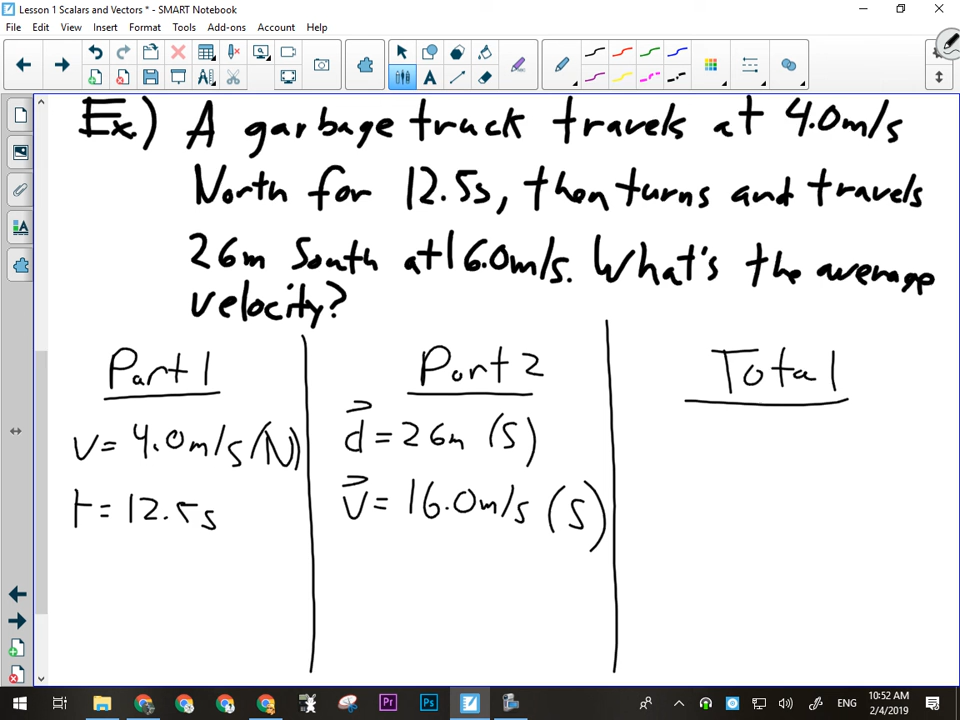 Lesson 1 Scalars and Vectors * - SMART Notebook
File Edit View Insert Format Tools Add-ons Account Help
Ex.) A garbage truck travels at 4.0m/s
North for 12.5s, then turns and travels
26m South at 16.0m/s. What's the average
velocity?
Part 1
v= 4.0m/s (N)
t= 12.5s
Part 2
d⃗ = 26m (S)
v⃗ = 16.0m/s (S)
Total
Pr
Ps
ENG
10:52 AM
2/4/2019